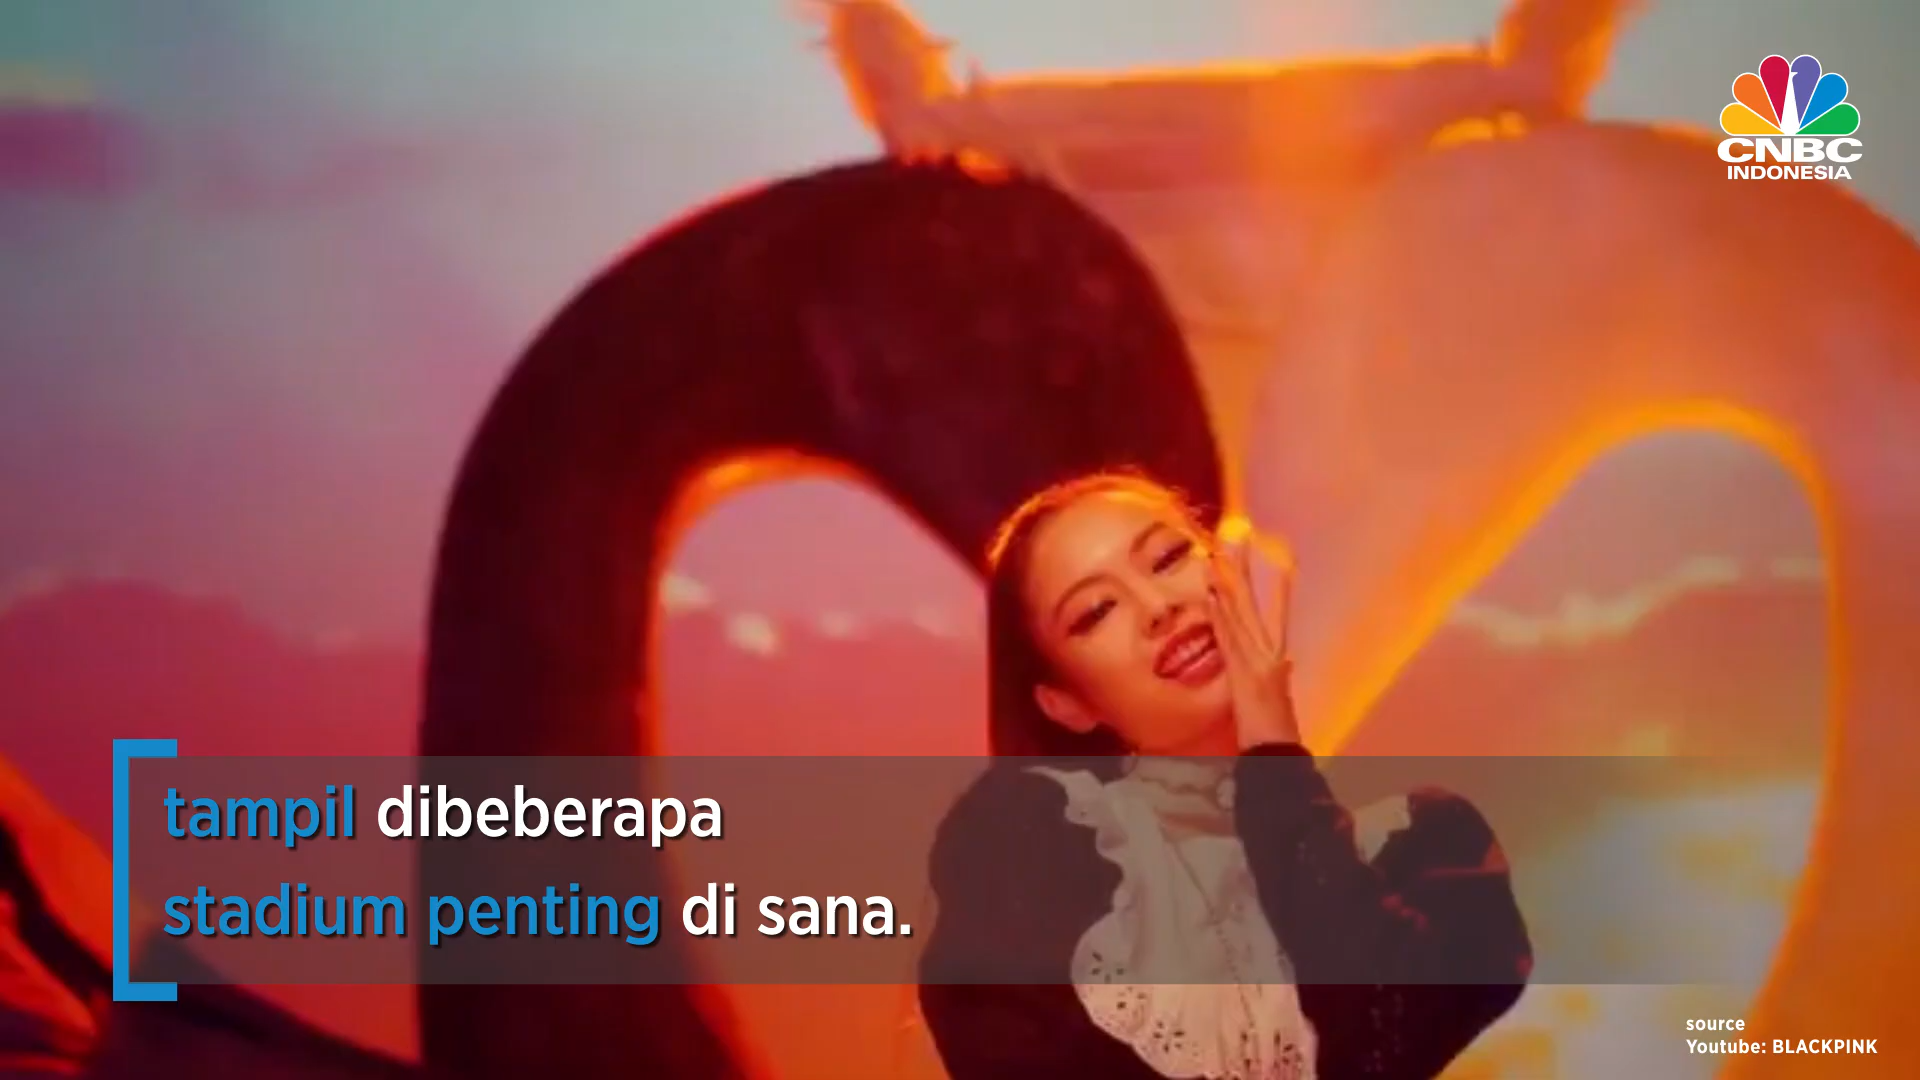 CNBC
INDONESIA
tampil dibeberapa
stadium penting di sana.
source
Youtube: BLACKPINK